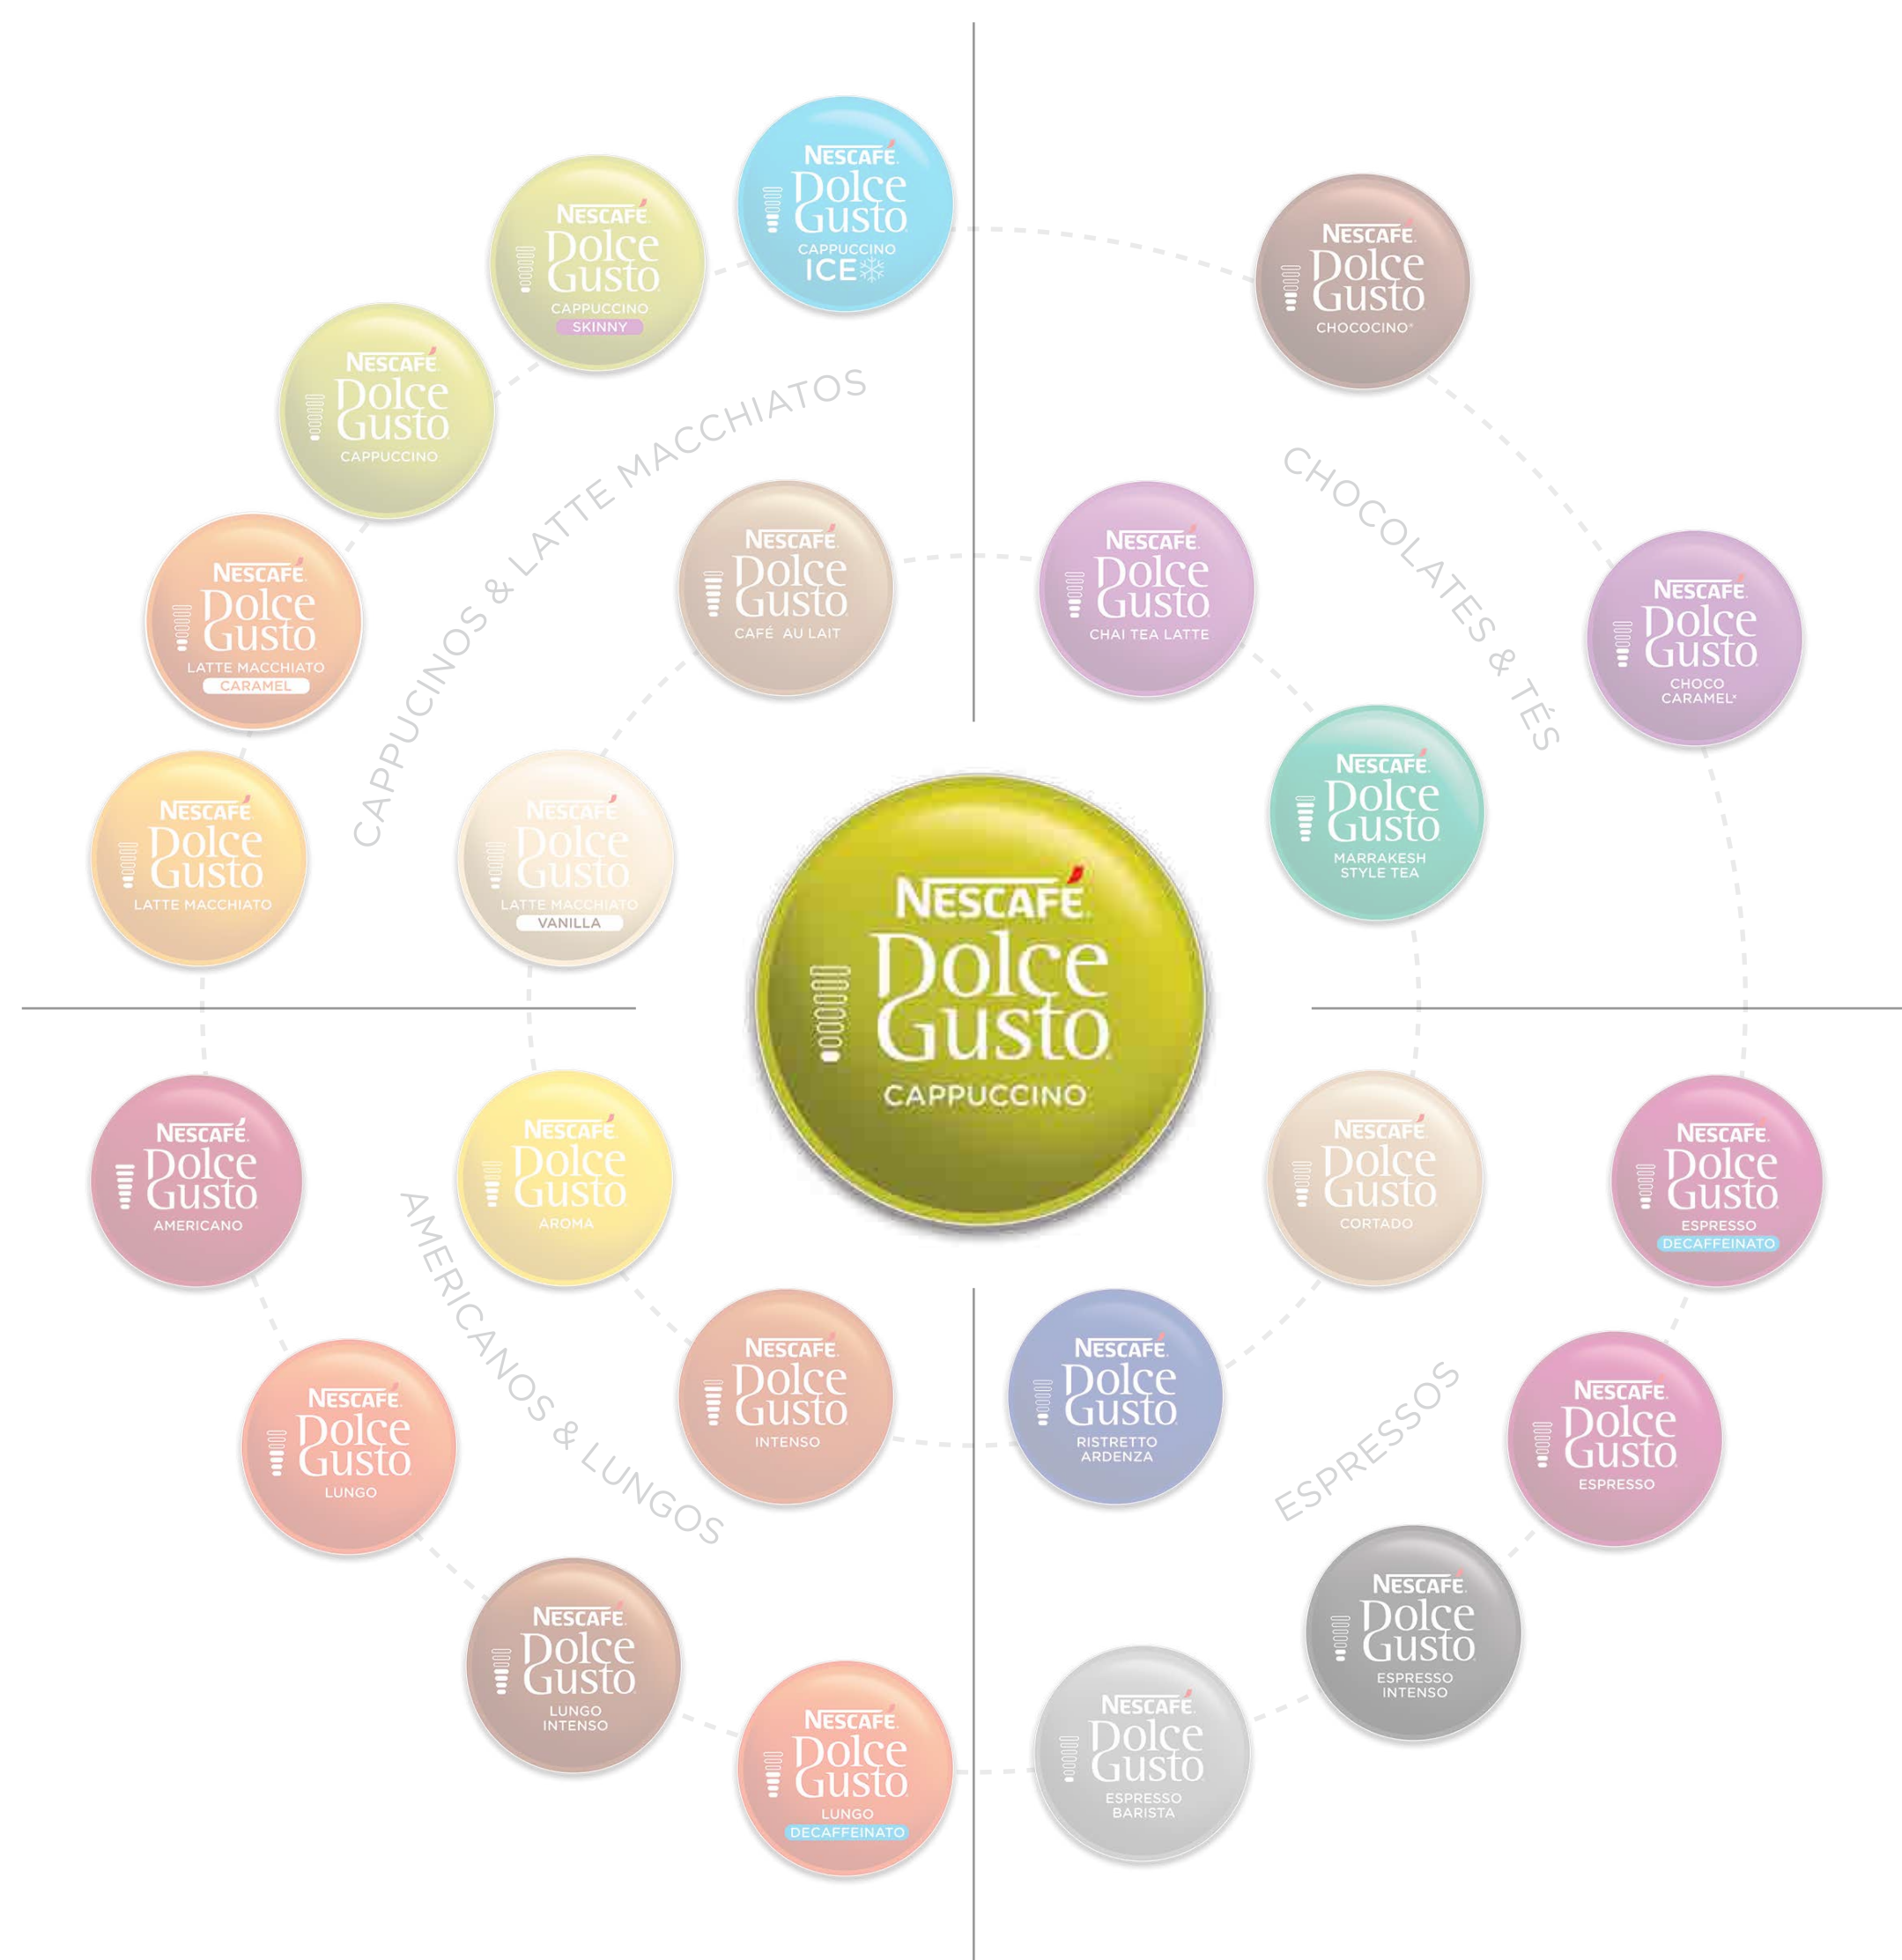 NESCAFÉ
Dolce
Gusto
CAPPUCCINO
ICE
NESCAFÉ
Dolce
Gusto
CAPPUCCINO
SKINNY
NESCAFÉ
Dolce
Gusto
CAPPUCCINO
NESCAFÉ
Dolce
Gusto
LATTE MACCHIATO
CARAMEL
NESCAFÉ
Dolce
Gusto
LATTE MACCHIATO
CAPPUCINOS & LATTE MACCHIATOS
NESCAFÉ
Dolce
Gusto
CAFÉ AU LAIT
NESCAFÉ
Dolce
Gusto
LATTE MACCHIATO
VANILLA
NESCAFÉ
Dolce
Gusto
CHOCOCINO®
NESCAFÉ
Dolce
Gusto
CHOCO
CARAMEL*
CHOCOLATES & TÉS
NESCAFÉ
Dolce
Gusto
CHAI TEA LATTE
NESCAFÉ
Dolce
Gusto
MARRAKESH
STYLE TEA
NESCAFÉ
Dolce
Gusto
CAPPUCCINO
NESCAFÉ
Dolce
Gusto
AMERICANO
NESCAFÉ
Dolce
Gusto
AROMA
NESCAFÉ
Dolce
Gusto
INTENSO
AMERICANOS & LUNGOS
NESCAFÉ
Dolce
Gusto
LUNGO
NESCAFÉ
Dolce
Gusto
LUNGO
INTENSO
NESCAFÉ
Dolce
Gusto
LUNGO
DECAFFEINATO
NESCAFÉ
Dolce
Gusto
CORTADO
NESCAFÉ
Dolce
Gusto
ESPRESSO
DECAFFEINATO
NESCAFÉ
Dolce
Gusto
RISTRETTO
ARDENZA
ESPRESSOS
NESCAFÉ
Dolce
Gusto
ESPRESSO
NESCAFÉ
Dolce
Gusto
ESPRESSO
INTENSO
NESCAFÉ
Dolce
Gusto
ESPRESSO
BARISTA